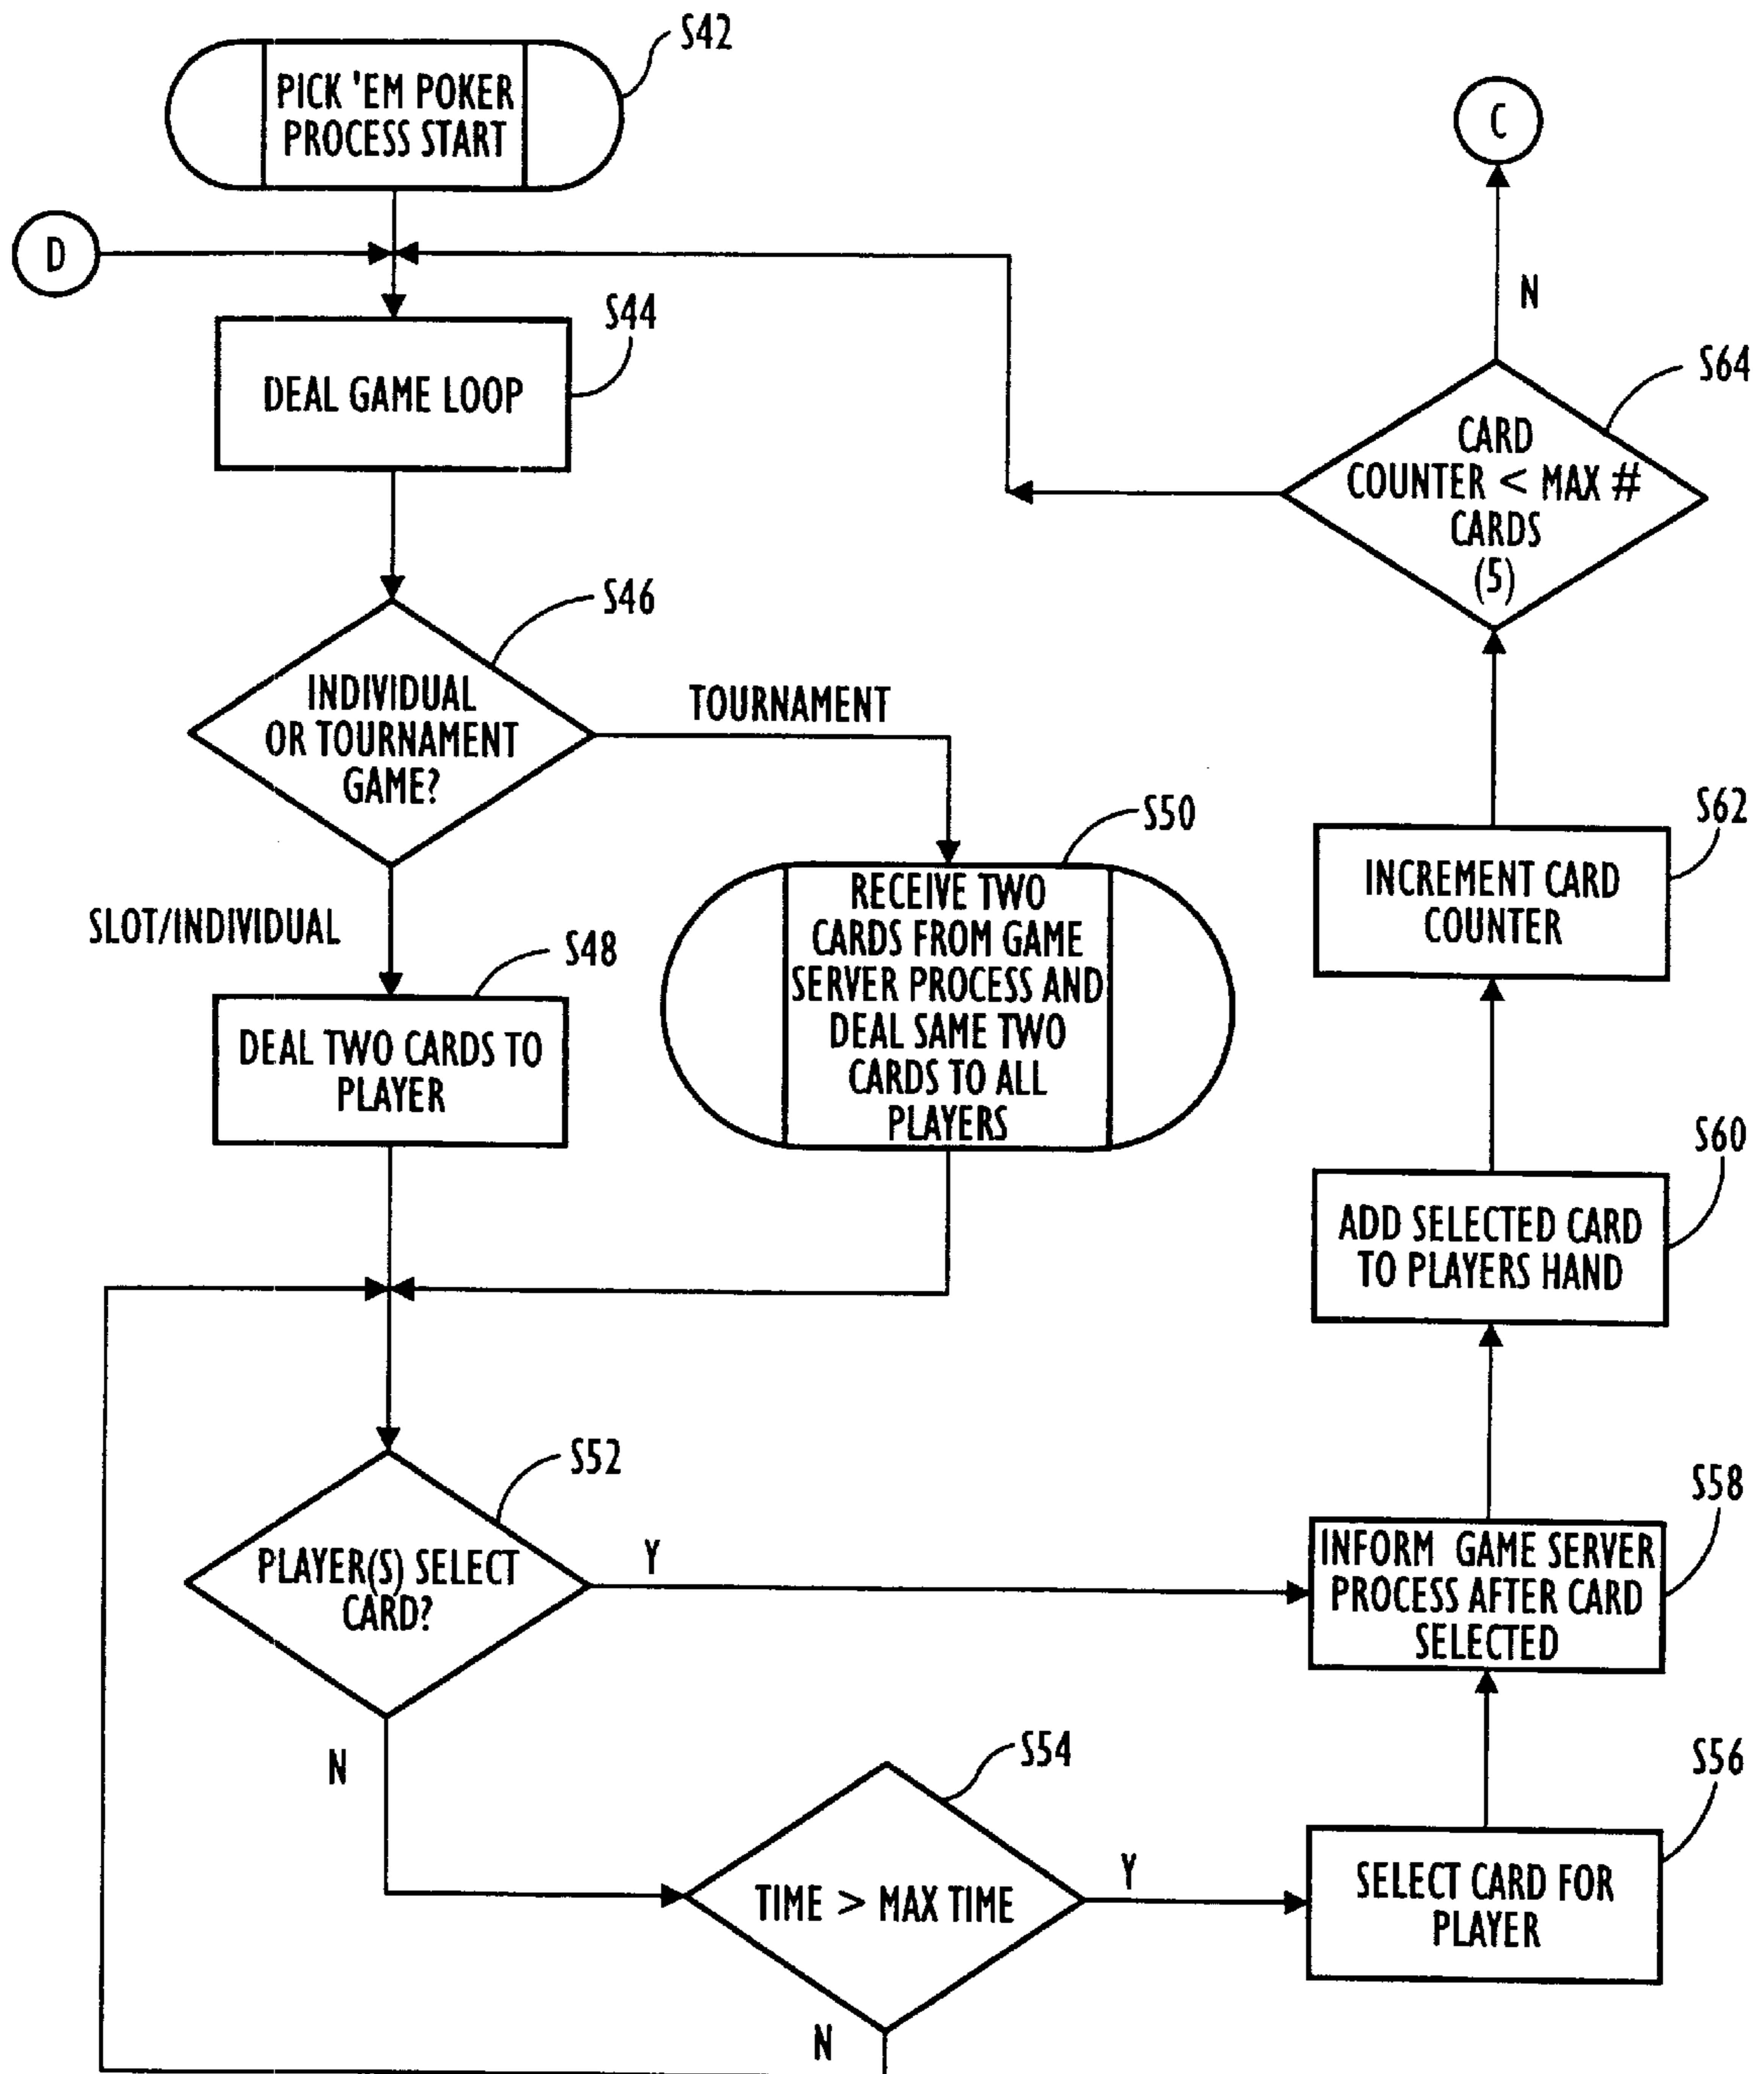 S42
PICK 'EM POKER
PROCESS START
C
D
N
S44
DEAL GAME LOOP
S64
CARD
COUNTER < MAX #
CARDS
(5)
S46
INDIVIDUAL
OR TOURNAMENT
GAME?
TOURNAMENT
S50
RECEIVE TWO
CARDS FROM GAME
SERVER PROCESS AND
DEAL SAME TWO
CARDS TO ALL
PLAYERS
S62
INCREMENT CARD
COUNTER
SLOT/INDIVIDUAL
S48
DEAL TWO CARDS TO
PLAYER
S60
ADD SELECTED CARD
TO PLAYERS HAND
S52
PLAYER(S) SELECT
CARD?
Y
S58
INFORM GAME SERVER
PROCESS AFTER CARD
SELECTED
N
S54
TIME > MAX TIME
Y
S56
SELECT CARD FOR
PLAYER
N